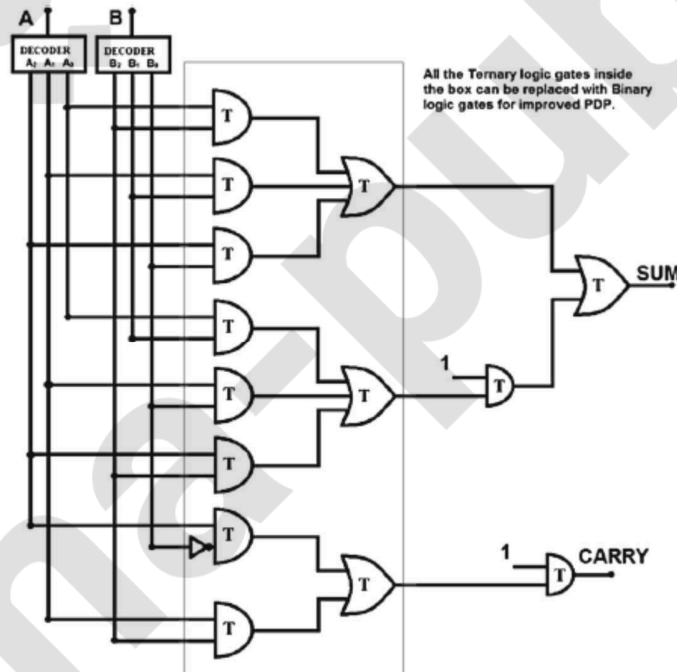 A B
DECODER DECODER
A₂ A₁ A₀ B₂ B₁ B₀
All the Ternary logic gates inside
the box can be replaced with Binary
logic gates for improved PDP.
T
T
T
T
SUM
T
T
1
T
T
T
T
T
1
CARRY
T
T
T